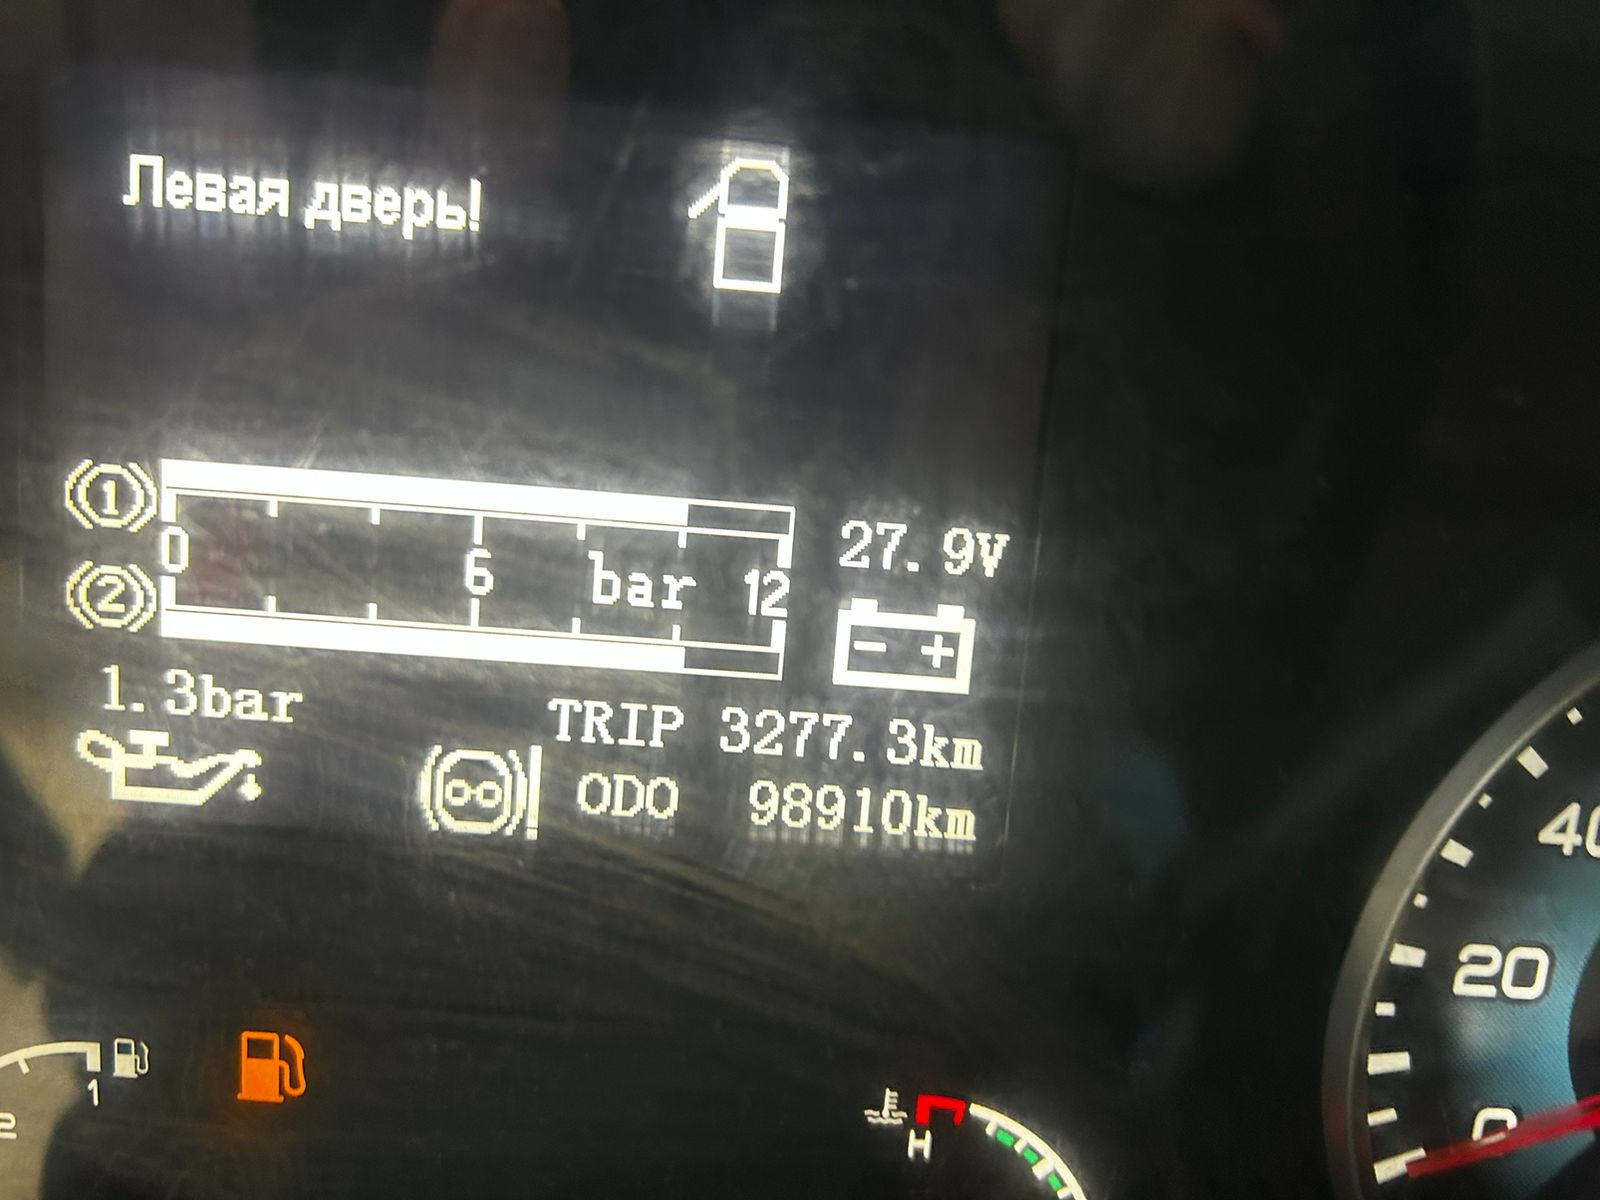 Левая дверь!
1
0 6 bar 12
27.9V
2
- +
1.3bar
TRIP 3277.3km
ODO 98910km
40
20
0
1
2
H